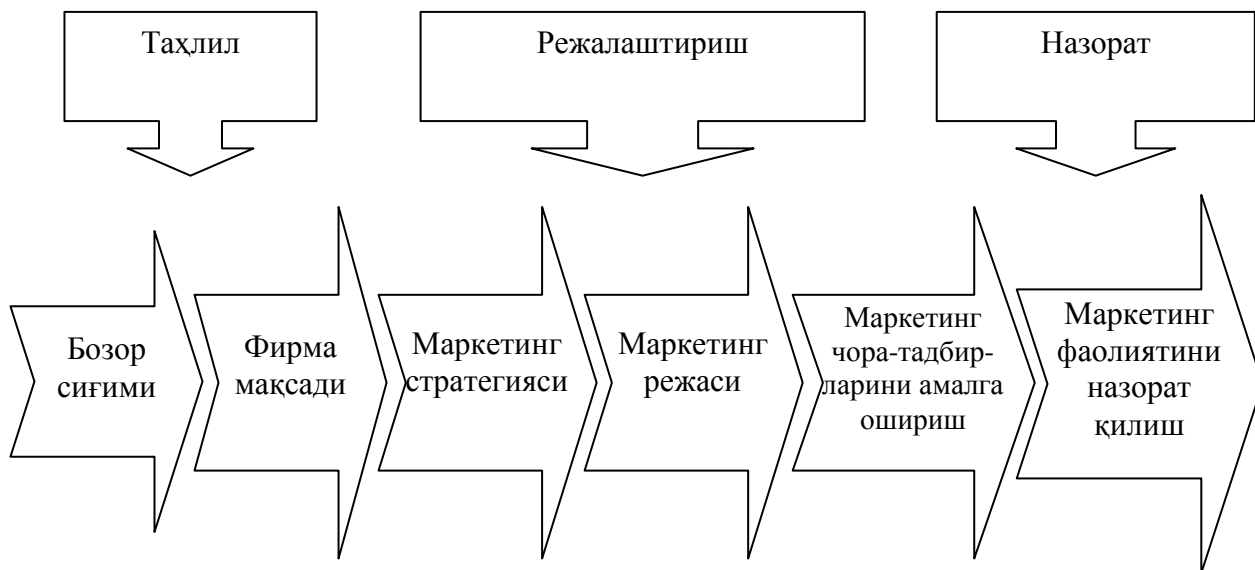 Таҳлил
Режалаштириш
Назорат
Бозор
сиғими
Фирма
мақсади
Маркетинг
стратегияси
Маркетинг
режаси
Маркетинг
чора-тадбир-
ларини амалга
ошириш
Маркетинг
фаолиятини
назорат
қилиш